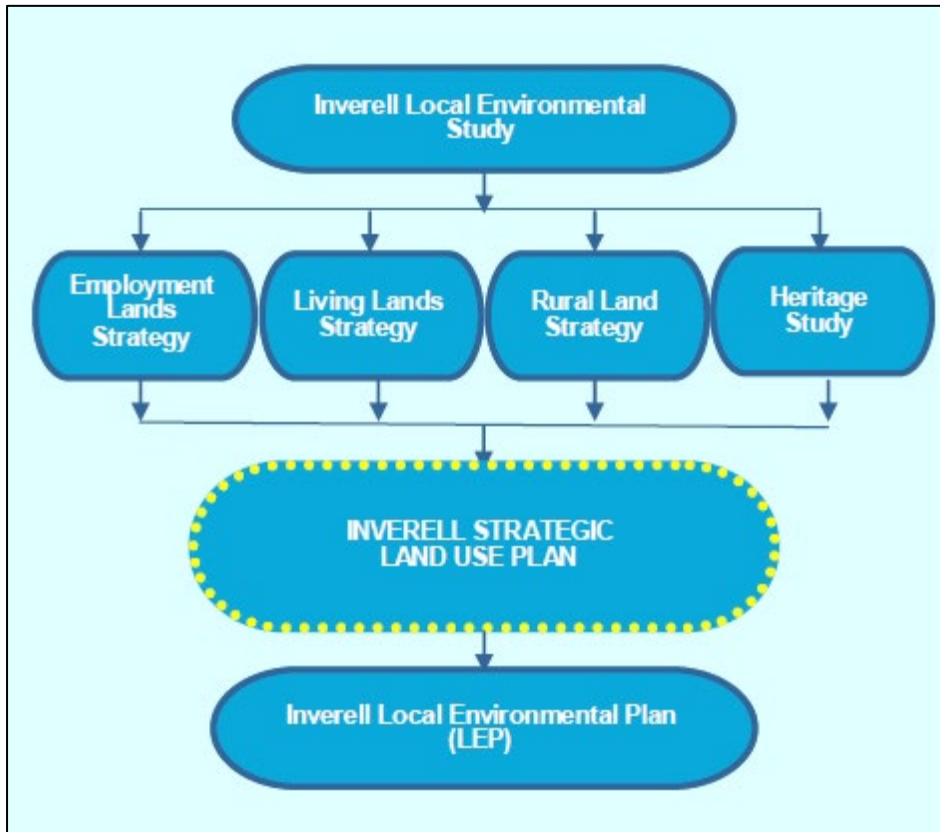 Inverell Local Environmental
Study
Employment
Lands
Strategy
Living Lands
Strategy
Rural Land
Strategy
Heritage
Study
INVERELL STRATEGIC
LAND USE PLAN
Inverell Local Environmental Plan
(LEP)